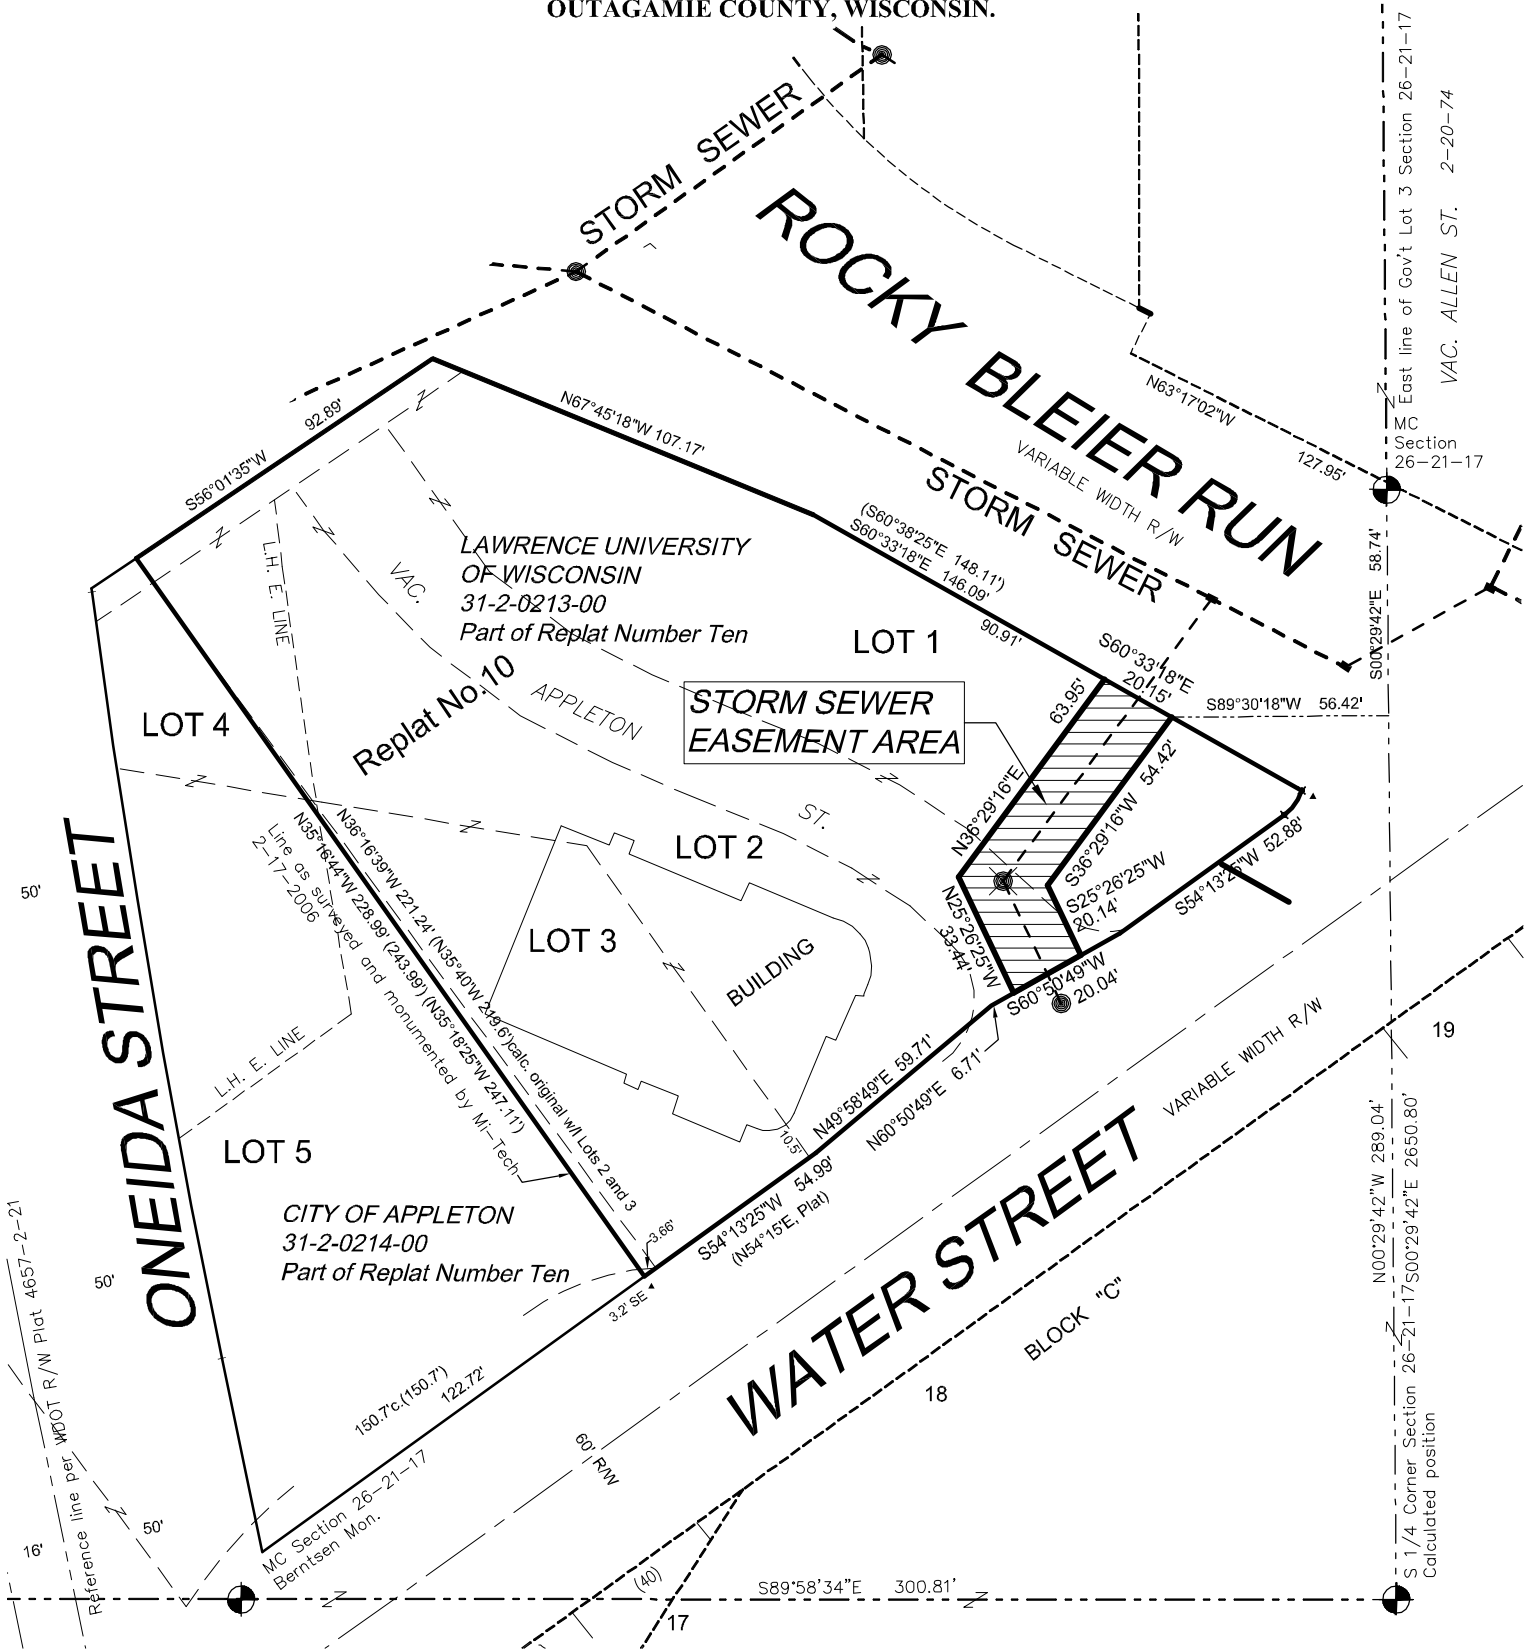 OUTAGAMIE COUNTY, WISCONSIN.
STORM SEWER
ROCKY BLEIER RUN
VARIABLE WIDTH R/W
East line of Gov't Lot 3 Section 26-21-17
VAC. ALLEN ST. 2-20-74
MC
Section
26-21-17
N63°17'02"W
127.95'
S56°01'35"W
92.89'
N67°45'18"W 107.17'
STORM SEWER
(S60°38'25"E 148.11')
S60°33'18"E 146.09'
90.91'
LAWRENCE UNIVERSITY
OF WISCONSIN
31-2-0213-00
Part of Replat Number Ten
L.H. E. LINE
VAC.
APPLETON
ST.
LOT 1
S60°33'18"E
20.15'
S00°29'42"E 58.74'
S89°30'18"W 56.42'
LOT 4
Replat No.10
STORM SEWER
EASEMENT AREA
63.95'
N36°29'16"E
54.42'
S36°29'16"W
LOT 2
S25°26'25"W
20.14'
S54°13'25"W 52.88'
N25°26'25"W
33.44'
S60°50'49"W
20.04'
N36°16'39"W 221.24' (N35°40'W 219.6')calc. original w/I Lots 2 and 3
N35°16'44"W 228.99' (243.99') (N35°18'25"W 247.11')
Line as surveyed and monumented by Mi-Tech
2-17-2006
50'
ONEIDA STREET
LOT 3
BUILDING
L.H. E. LINE
N49°58'49"E 59.71'
N60°50'49"E 6.71'
10.5'
LOT 5
VARIABLE WIDTH R/W
19
CITY OF APPLETON
31-2-0214-00
Part of Replat Number Ten
3.66'
S54°13'25"W 54.99'
(N54°15'E, Plat)
3.2' SE
WATER STREET
N00°29'42"W 289.04'
S00°29'42"E 2650.80'
50'
BLOCK "C"
18
150.7'c.(150.7')
122.72'
60' R/W
Reference line per WDOT R/W Plat 4657-2-21
50'
16'
MC Section 26-21-17
Berntsen Mon.
S 1/4 Corner Section 26-21-17
Calculated position
(40)
S89°58'34"E 300.81'
17